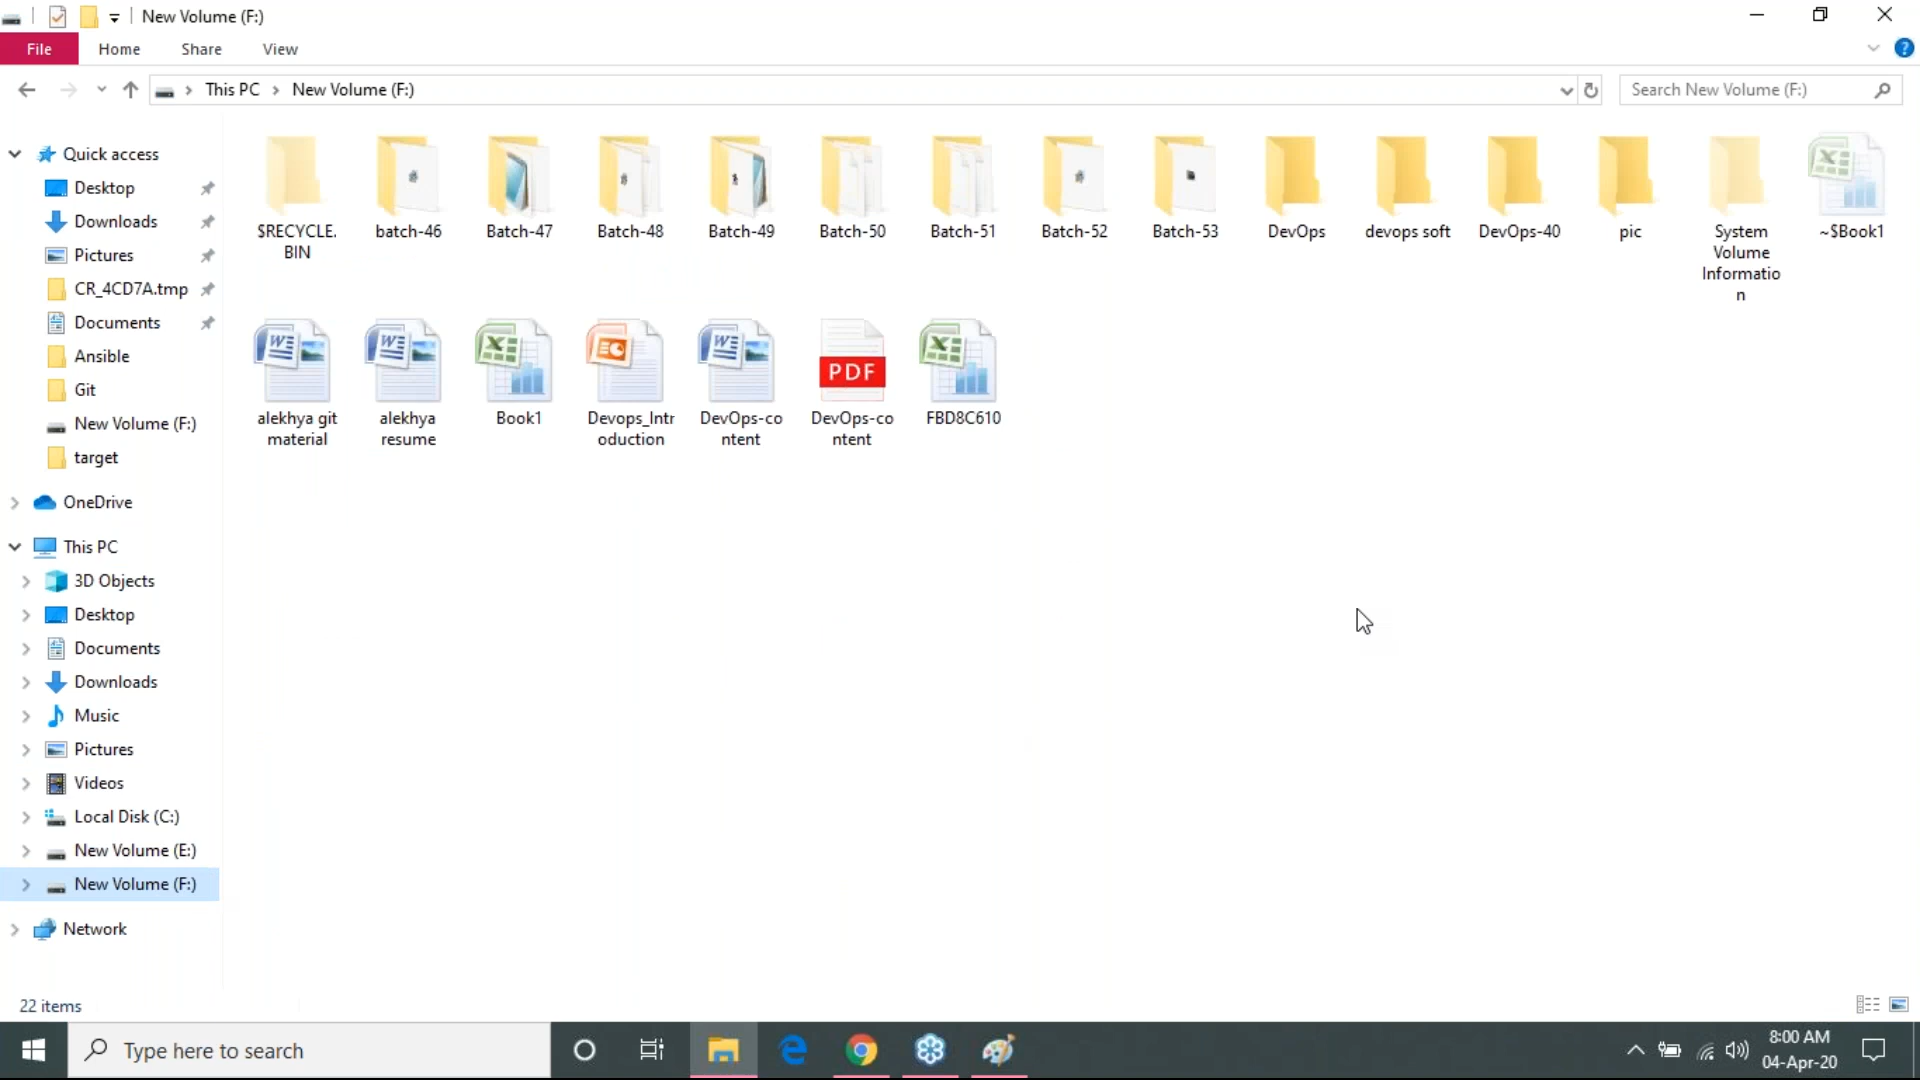 New Volume (F:)
File Home Share View
This PC New Volume (F:)
Search New Volume (F:)
Quick access
Desktop
Downloads
Pictures
CR_4CD7A.tmp
Documents
Ansible
Git
New Volume (F:)
target
OneDrive
This PC
3D Objects
Desktop
Documents
Downloads
Music
Pictures
Videos
Local Disk (C:)
New Volume (E:)
New Volume (F:)
Network
$RECYCLE.
BIN
batch-46
Batch-47
Batch-48
Batch-49
Batch-50
Batch-51
Batch-52
Batch-53
DevOps
devops soft
DevOps-40
pic
System
Volume
Informatio
n
~$Book1
alekhya git
material
alekhya
resume
Book1
Devops_Intr
oduction
DevOps-co
ntent
PDF
DevOps-co
ntent
FBD8C610
22 items
Type here to search
8:00 AM
04-Apr-20